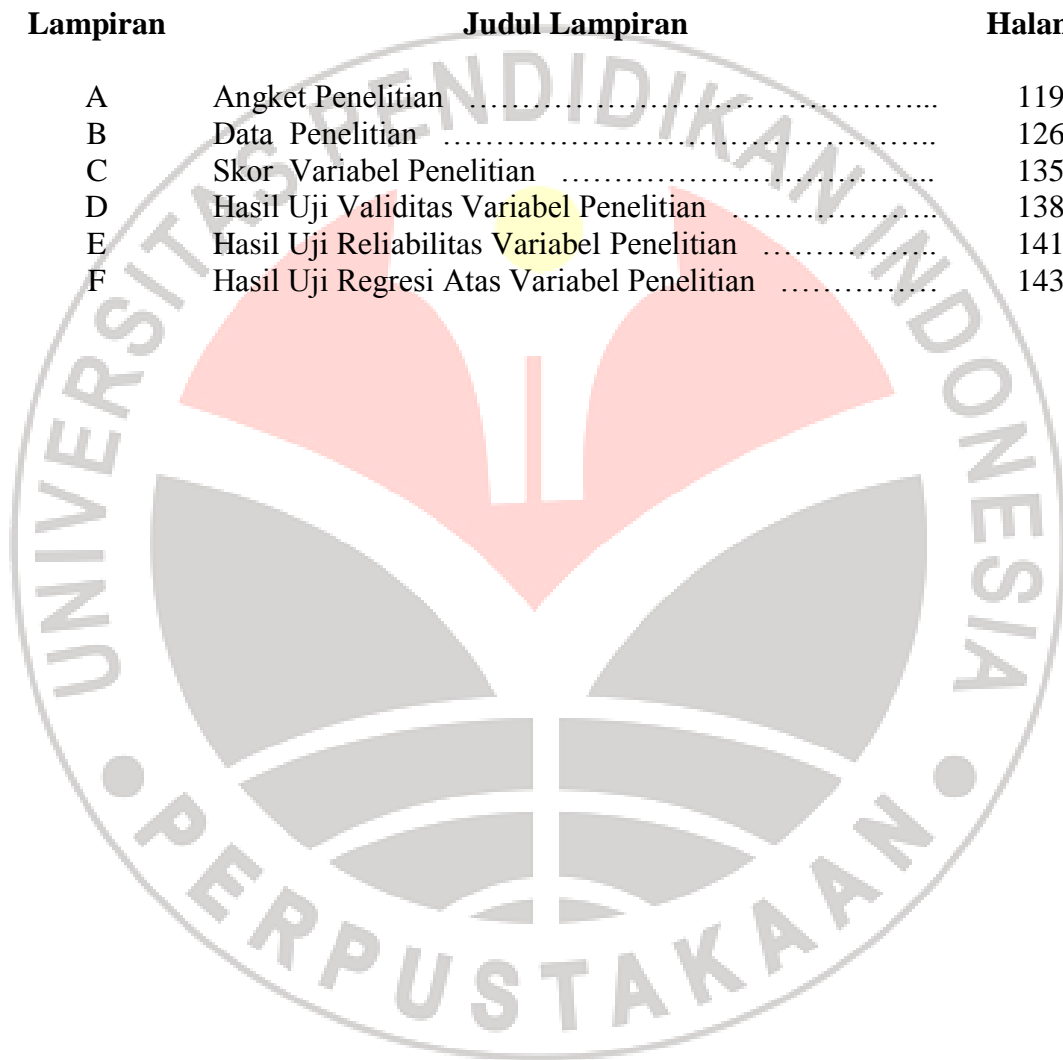 Lampiran Judul Lampiran Halam
A Angket Penelitian ………………………………………... 119
B Data Penelitian ………………………………………….. 126
C Skor Variabel Penelitian ………………………………... 135
D Hasil Uji Validitas Variabel Penelitian ……………….. 138
E Hasil Uji Reliabilitas Variabel Penelitian …………….. 141
F Hasil Uji Regresi Atas Variabel Penelitian ……………. 143
UNIVERSITAS PENDIDIKAN INDONESIA
PERPUSTAKAAN